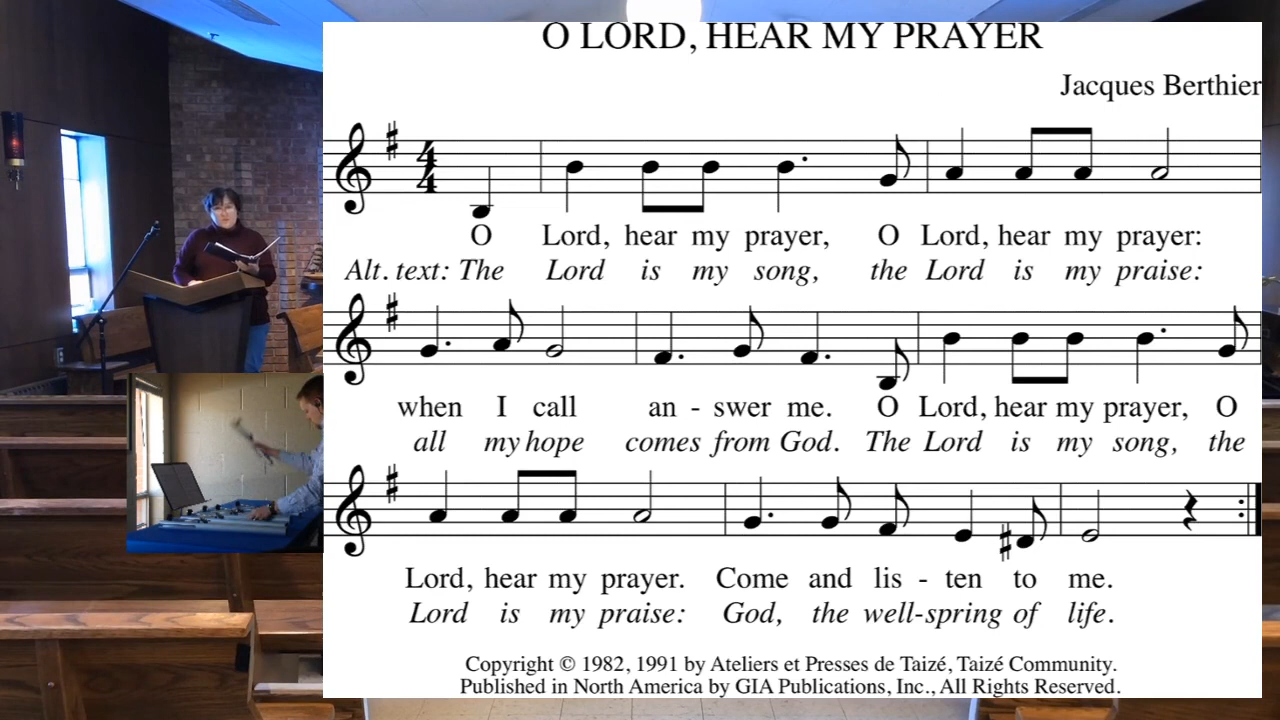 O LORD, HEAR MY PRAYER
Jacques Berthier
4
4
O Lord, hear my prayer, O Lord, hear my prayer:
Alt. text: The Lord is my song, the Lord is my praise:
when I call an - swer me. O Lord, hear my prayer, O
all my hope comes from God. The Lord is my song, the
Lord, hear my prayer. Come and lis - ten to me.
Lord is my praise: God, the well-spring of life.
Copyright © 1982, 1991 by Ateliers et Presses de Taizé, Taizé Community.
Published in North America by GIA Publications, Inc., All Rights Reserved.